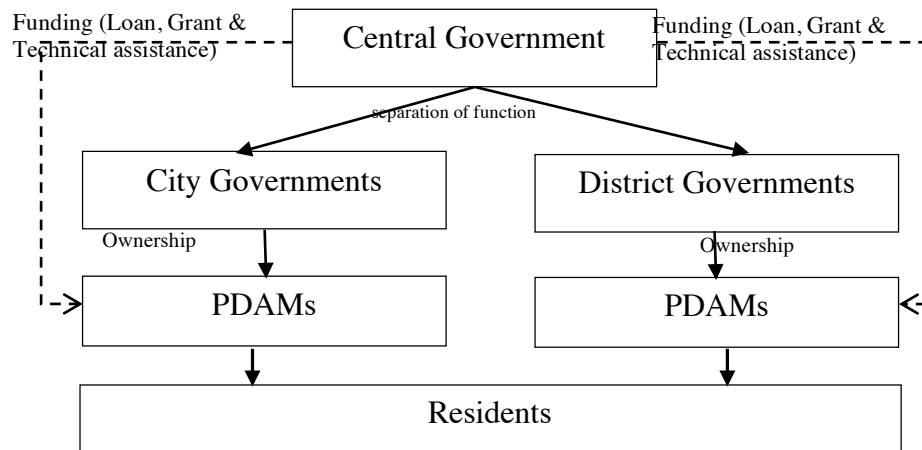 Funding (Loan, Grant &
Technical assistance)
Central Government
Funding (Loan, Grant &
Technical assistance)
separation of function
City Governments
District Governments
Ownership
Ownership
PDAMs
PDAMs
Residents